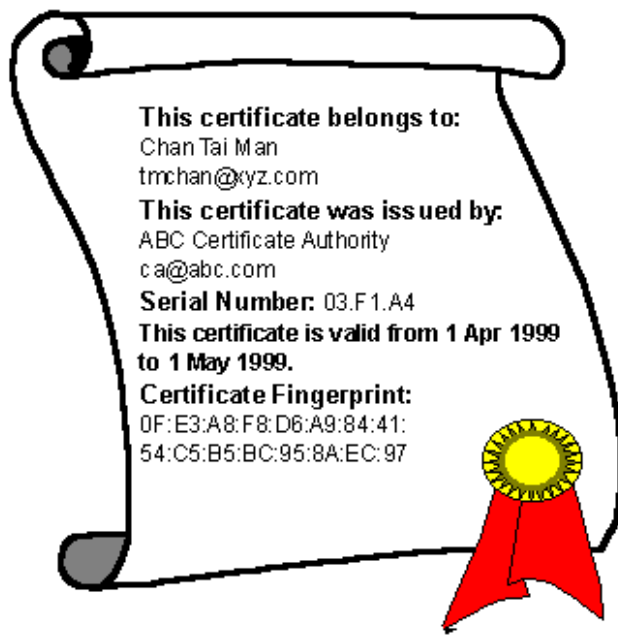 This certificate belongs to:
Chan Tai Man
tmchan@xyz.com
This certificate was issued by:
ABC Certificate Authority
ca@abc.com
Serial Number: 03.F1.A4
This certificate is valid from 1 Apr 1999
to 1 May 1999.
Certificate Fingerprint:
0F:E3:A8:F8:D6:A9:84:41:
54:C5:B5:BC:95:8A:EC:97